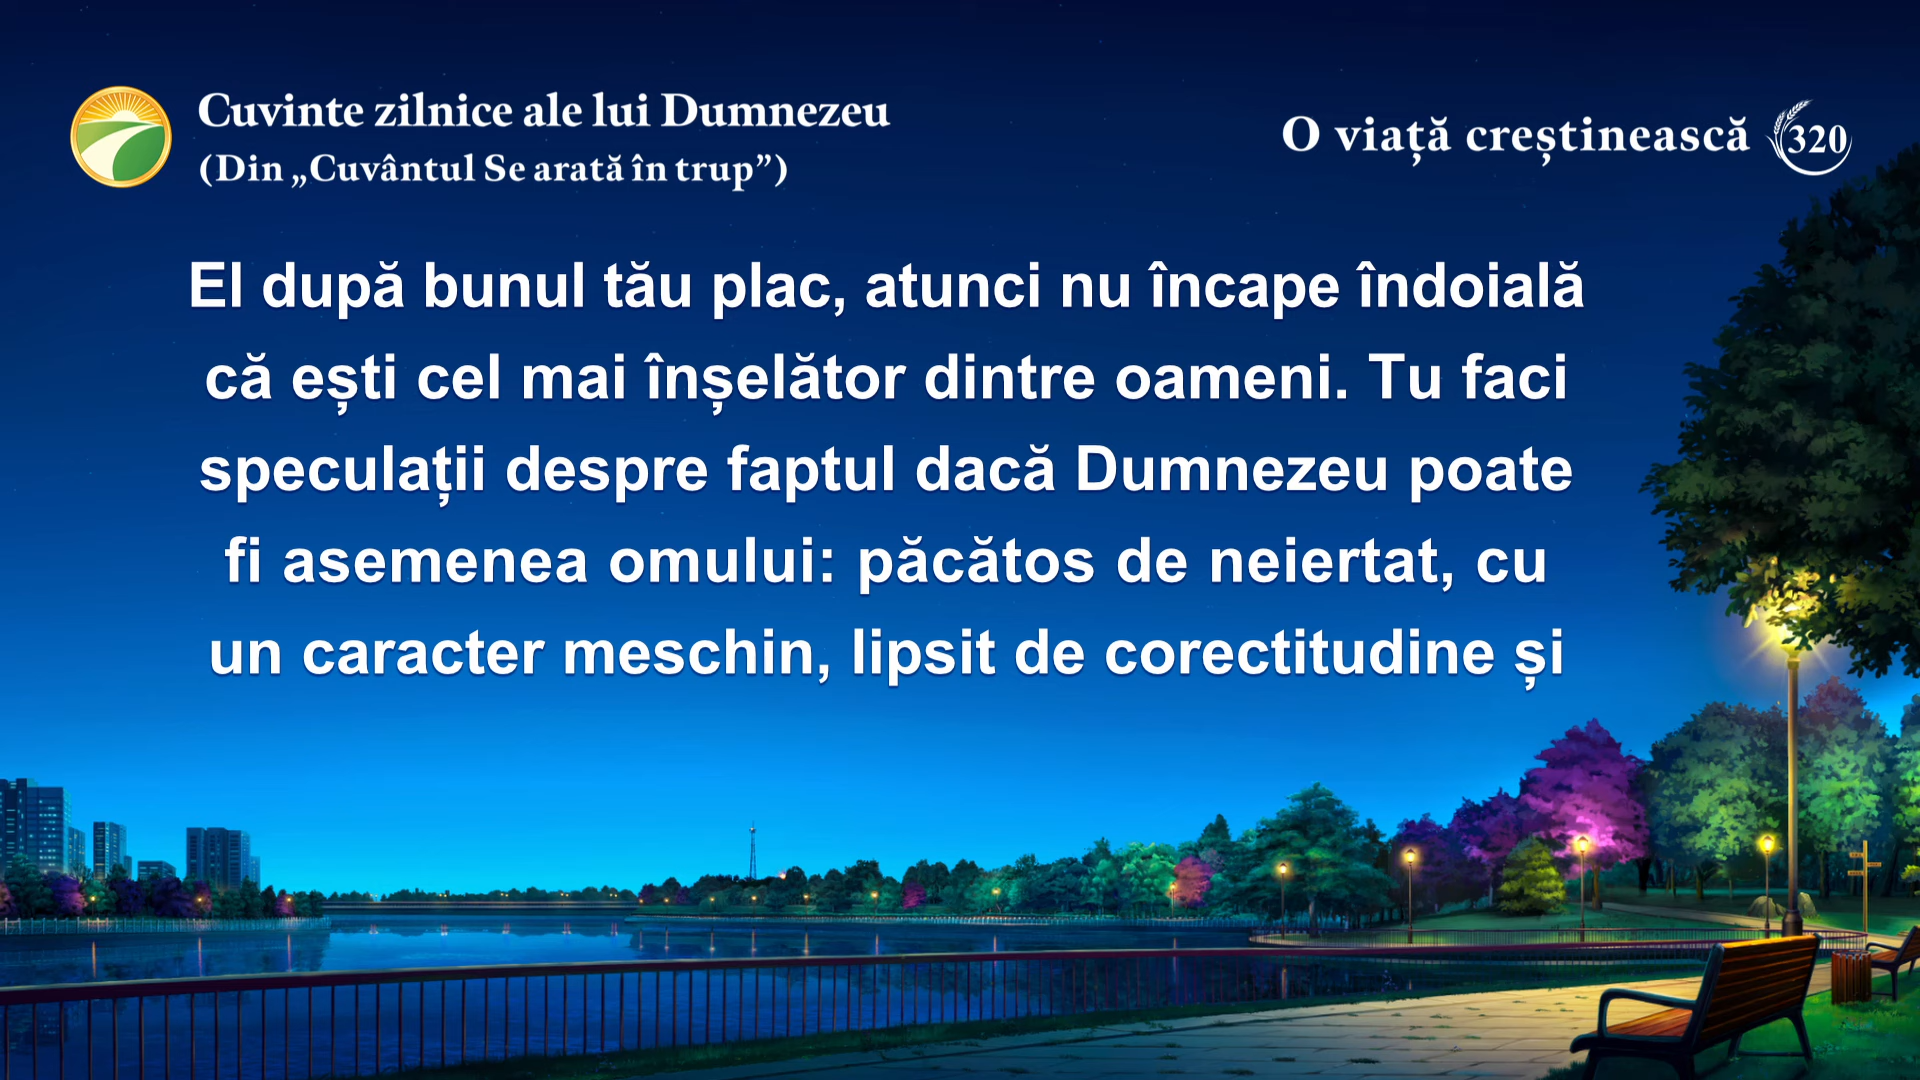 Cuvinte zilnice ale lui Dumnezeu
(Din „Cuvântul Se arată în trup”)
O viață creștinească 320
El după bunul tău plac, atunci nu încape îndoială
că ești cel mai înșelător dintre oameni. Tu faci
speculații despre faptul dacă Dumnezeu poate
fi asemenea omului: păcătos de neiertat, cu
un caracter meschin, lipsit de corectitudine și